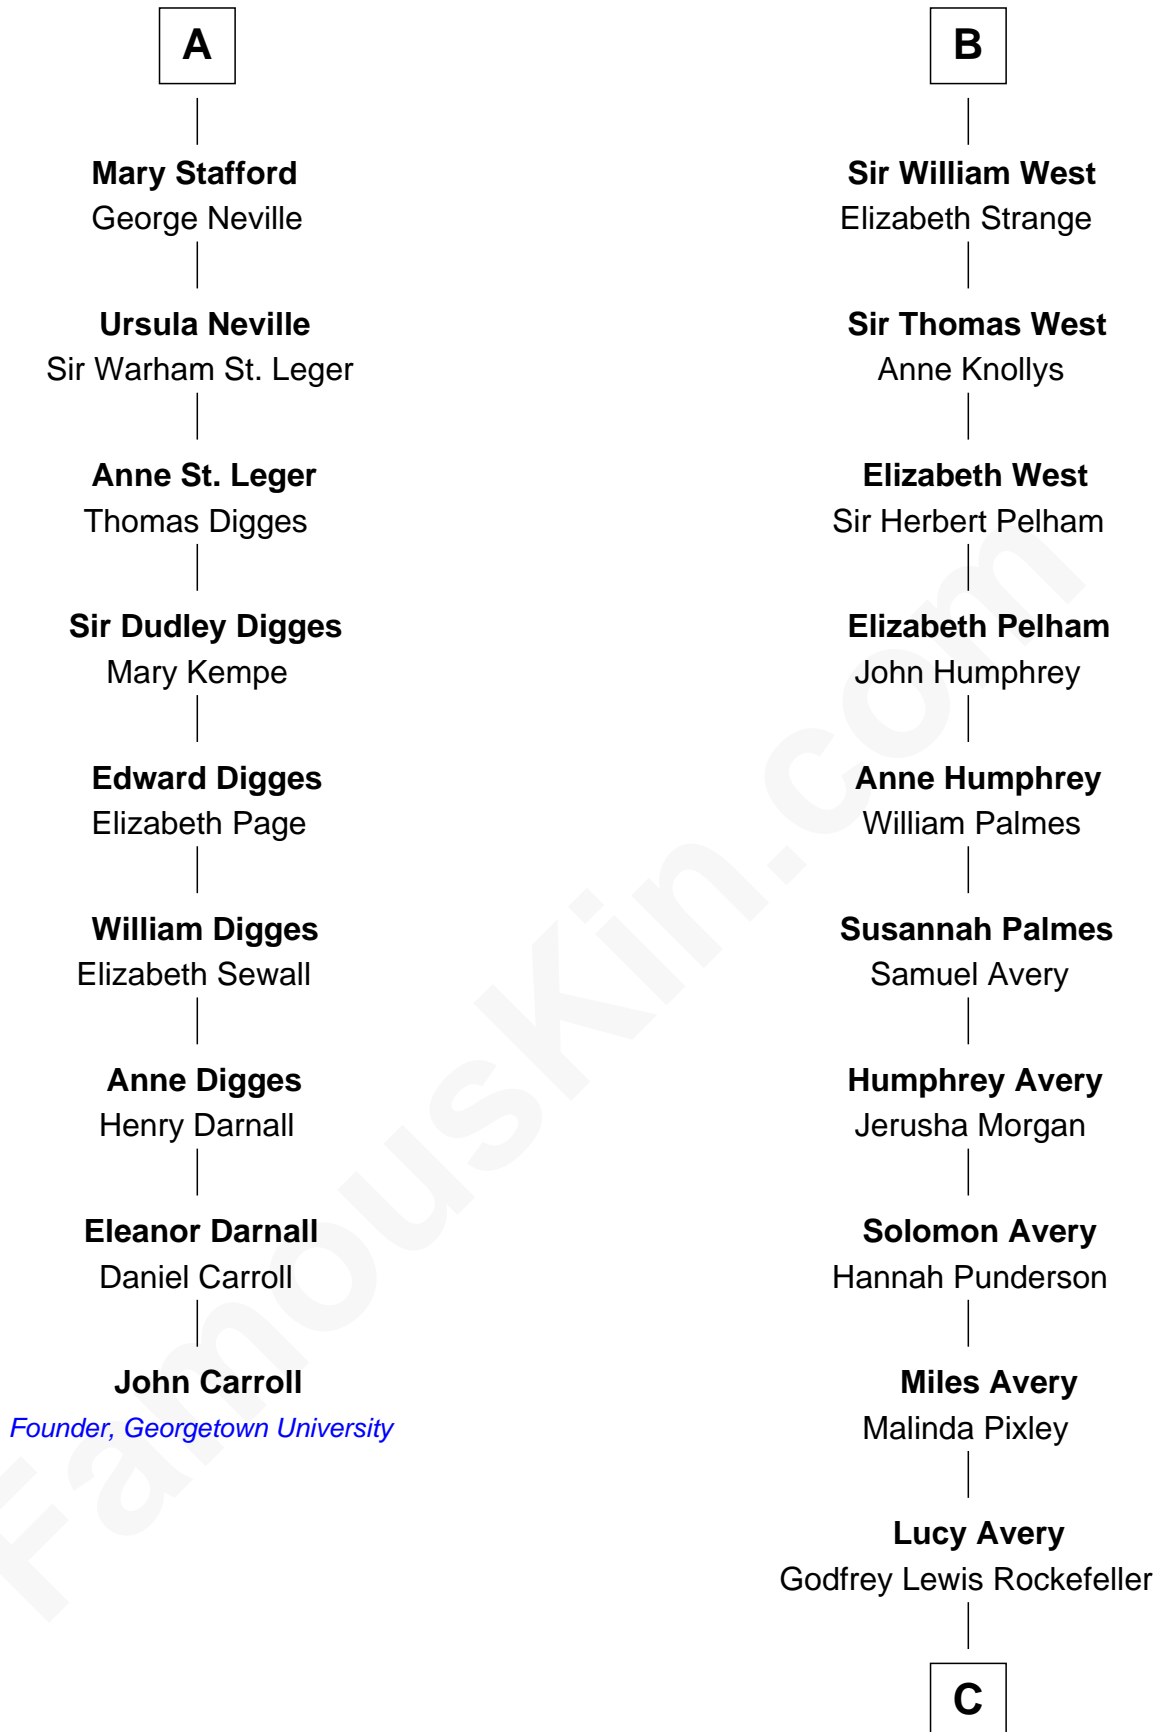 A
Mary Stafford
George Neville
Ursula Neville
Sir Warham St. Leger
Anne St. Leger
Thomas Digges
Sir Dudley Digges
Mary Kempe
Edward Digges
Elizabeth Page
William Digges
Elizabeth Sewall
Anne Digges
Henry Darnall
Eleanor Darnall
Daniel Carroll
John Carroll
Founder, Georgetown University
B
Sir William West
Elizabeth Strange
Sir Thomas West
Anne Knollys
Elizabeth West
Sir Herbert Pelham
Elizabeth Pelham
John Humphrey
Anne Humphrey
William Palmes
Susannah Palmes
Samuel Avery
Humphrey Avery
Jerusha Morgan
Solomon Avery
Hannah Punderson
Miles Avery
Malinda Pixley
Lucy Avery
Godfrey Lewis Rockefeller
C
FamousKin.com